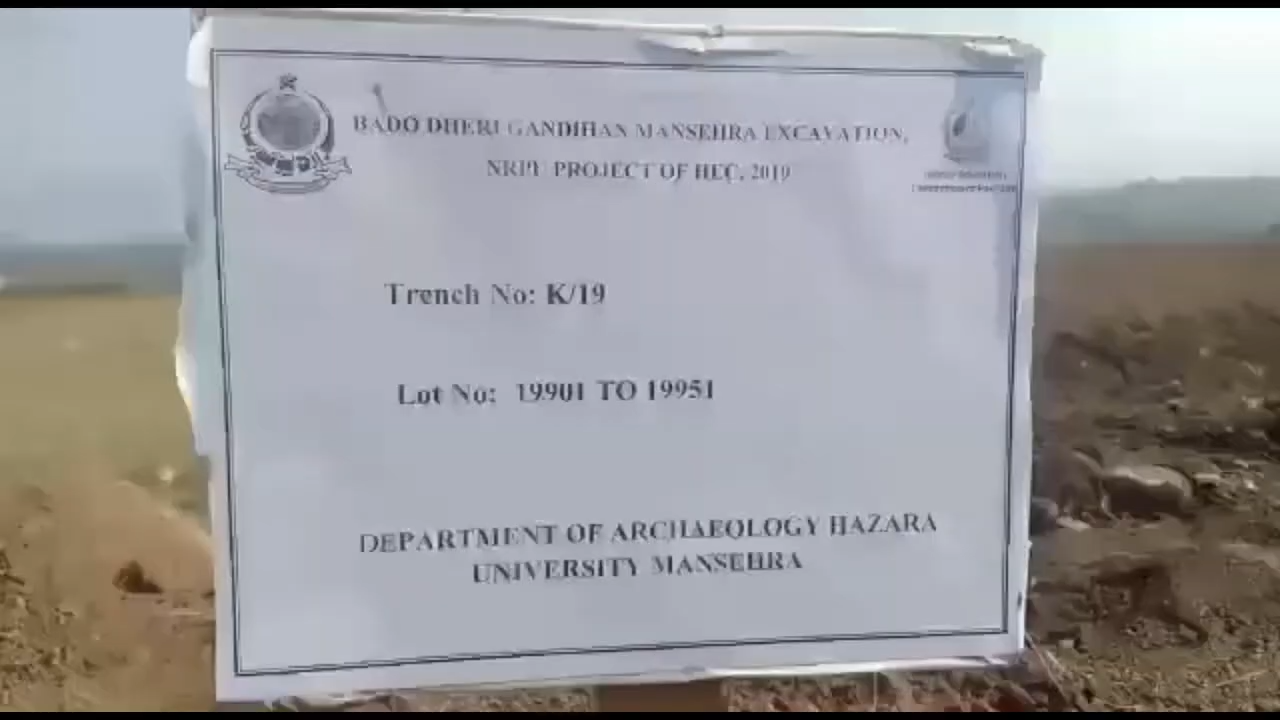 BADO DHERI GANDIHAN MANSEHRA EXCAVATION,
NRPU PROJECT OF HEC, 2019
Trench No: K/19
Lot No: 19901 TO 19951
DEPARTMENT OF ARCHAEOLOGY HAZARA
UNIVERSITY MANSEHRA